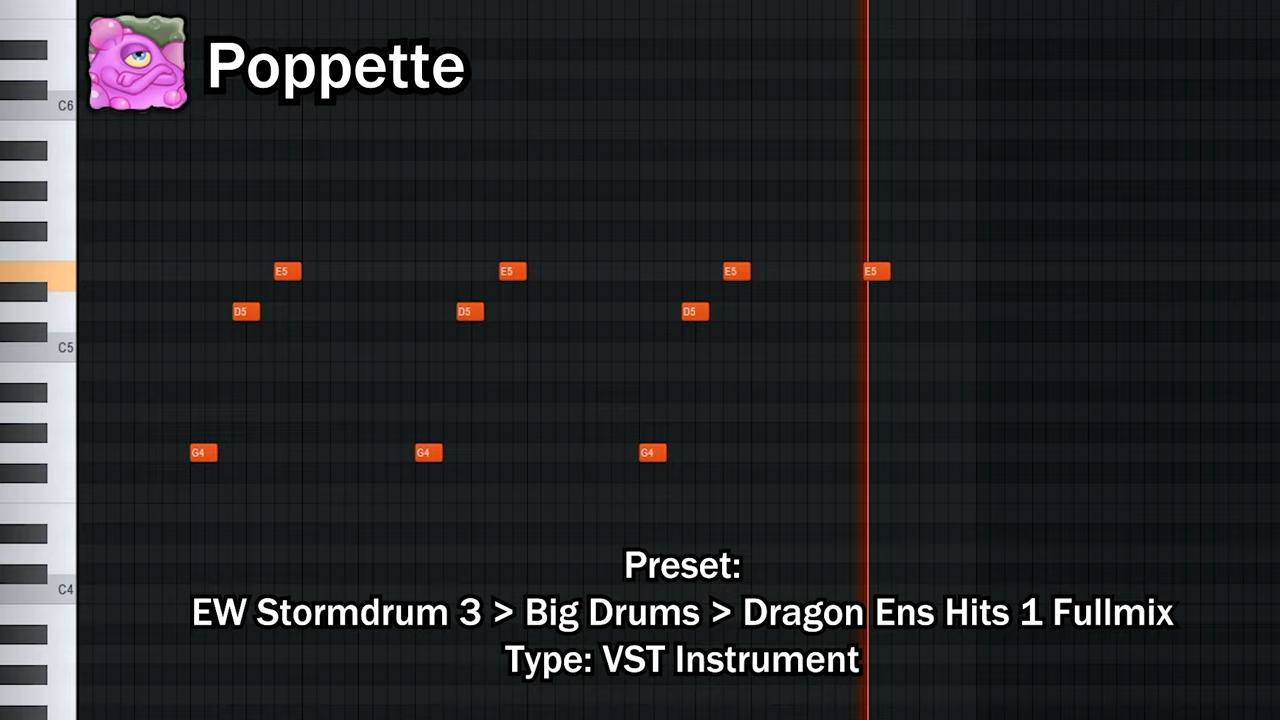 Poppette
C6
E5 E5 E5 E5
D5 D5 D5
C5
G4 G4 G4
Preset:
C4
EW Stormdrum 3 > Big Drums > Dragon Ens Hits 1 Fullmix
Type: VST Instrument